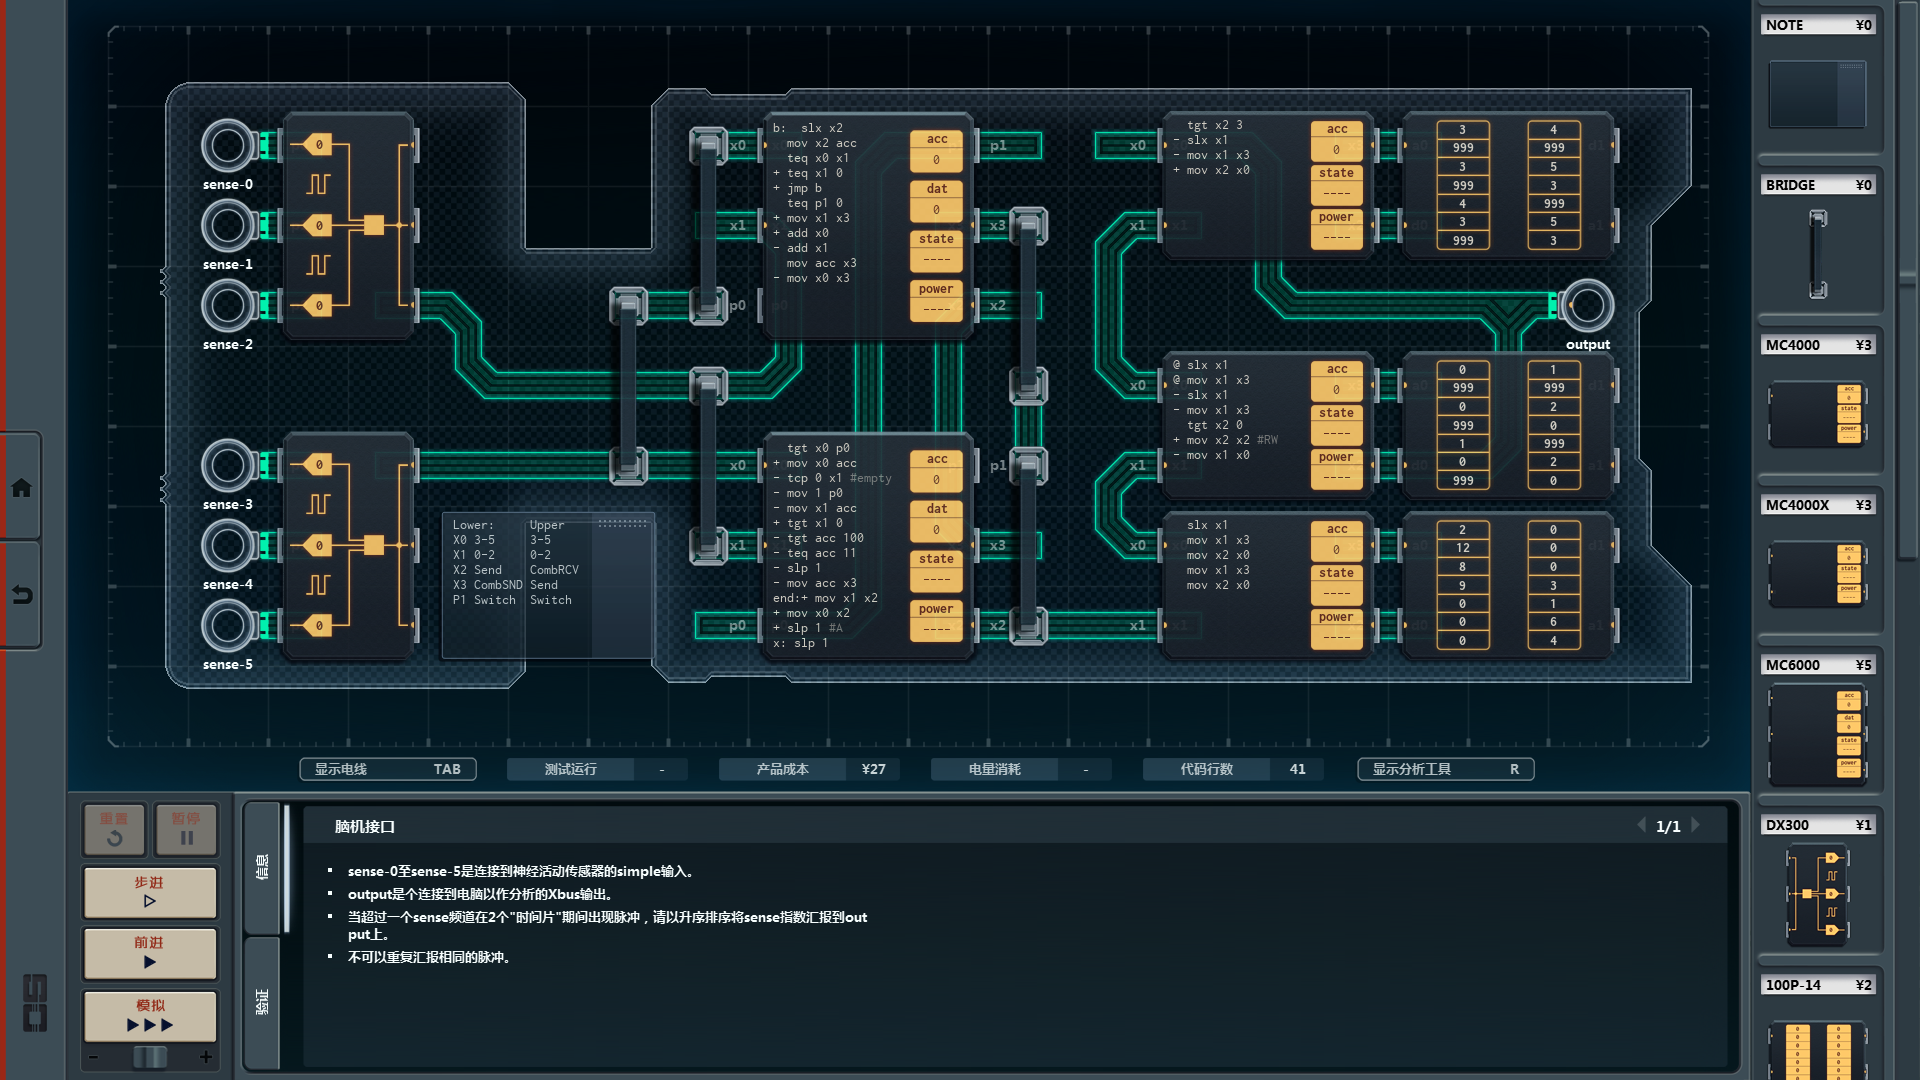 sense-0
sense-1
sense-2
sense-3
sense-4
sense-5
0
0
0
0
0
0
Lower: Upper
X0 3-5 3-5
X1 0-2 0-2
X2 Send CombRCV
X3 CombSND Send
P1 Switch Switch
x0
x1
p0
b: slx x2
mov x2 acc
teq x0 x1
+ teq x1 0
+ jmp b
teq p1 0
+ mov x1 x3
+ add x0
- add x1
mov acc x3
- mov x0 x3
acc
0
dat
0
state
----
power
----
p1
x3
x2
x0
x1
p0
tgt x0 p0
+ mov x0 acc
- tcp 0 x1 #empty
- mov 1 p0
- mov x1 acc
+ tgt x1 0
- tgt acc 100
- teq acc 11
- slp 1
- mov acc x3
end:+ mov x1 x2
+ mov x0 x2
+ slp 1 #A
x: slp 1
acc
0
dat
0
state
----
power
----
p1
x3
x2
x0
x1
tgt x2 3
- slx x1
- mov x1 x3
+ mov x2 x0
acc
0
state
----
power
----
3 4
999 999
3 5
999 3
4 999
3 5
999 3
output
x0
x1
@ slx x1
@ mov x1 x3
- slx x1
- mov x1 x3
tgt x2 0
+ mov x2 x2 #RW
- mov x1 x0
acc
0
state
----
power
----
0 1
999 999
0 2
999 0
1 999
0 2
999 0
x0
x1
slx x1
mov x1 x3
mov x2 x0
mov x1 x3
mov x2 x0
acc
0
state
----
power
----
2 0
12 0
8 0
9 3
0 1
0 6
0 4
显示电线 TAB
测试运行 -
产品成本 ¥27
电量消耗 -
代码行数 41
显示分析工具 R
重置
暂停
步进
前进
模拟
- +
信息
验证
脑机接口
1/1
▪ sense-0至sense-5是连接到神经活动传感器的simple输入。
▪ output是个连接到电脑以作分析的Xbus输出。
▪ 当超过一个sense频道在2个"时间片"期间出现脉冲，请以升序排序将sense指数汇报到out
put上。
▪ 不可以重复汇报相同的脉冲。
NOTE ¥0
BRIDGE ¥0
MC4000 ¥3
MC4000X ¥3
MC6000 ¥5
DX300 ¥1
100P-14 ¥2